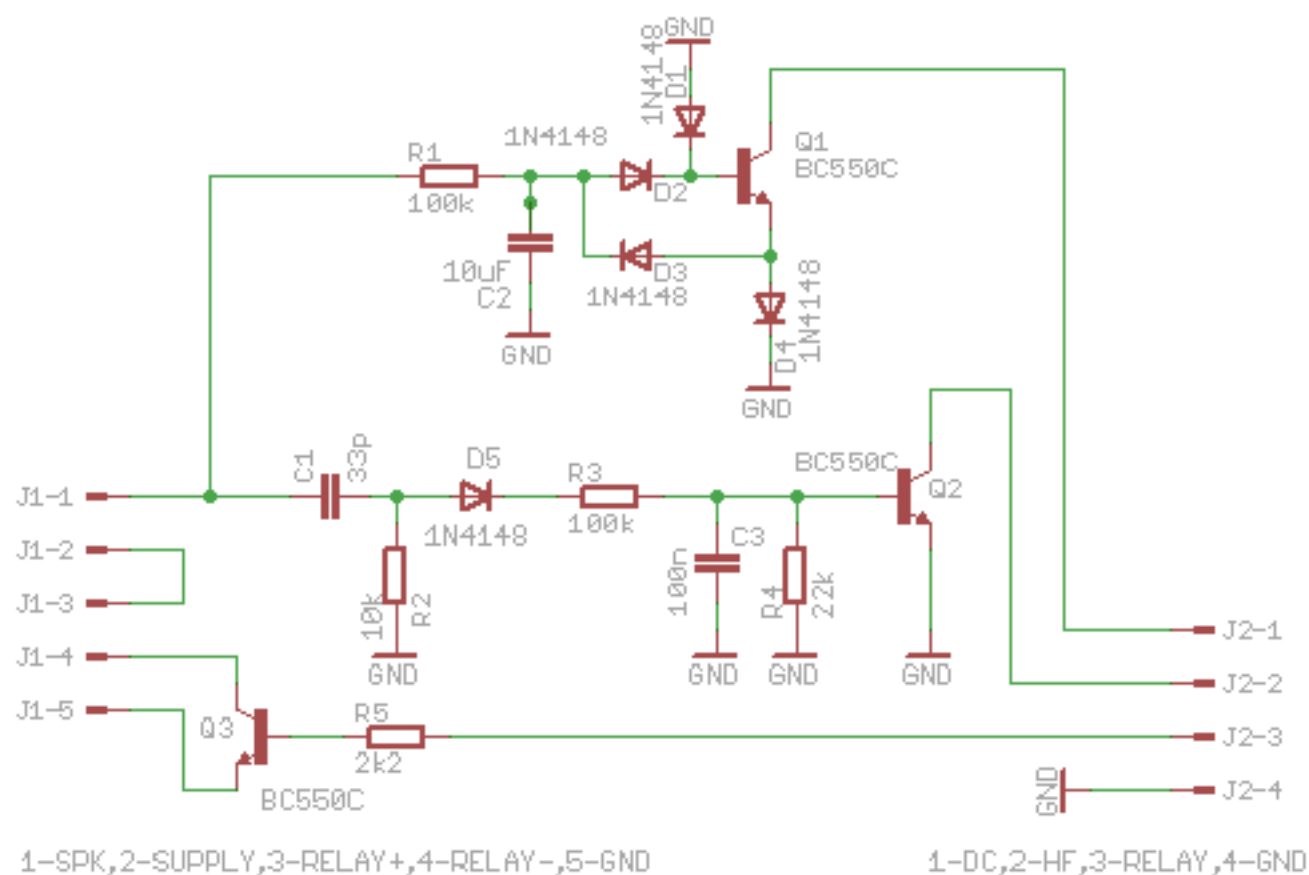 GND
1N4148
D1
1N4148
Q1
BC550C
R1
100k
D2
10uF
C2
D3
1N4148
1N4148
D4
GND
GND
C1
33p
D5
R3
BC550C
Q2
J1-1
1N4148
100k
C3
J1-2
100n
R4
22k
10k
R2
J1-3
J2-1
J1-4
GND
GND
GND
GND
J2-2
J1-5
Q3
R5
2k2
J2-3
BC550C
GND
J2-4
1-SPK,2-SUPPLY,3-RELAY+,4-RELAY-,5-GND
1-DC,2-HF,3-RELAY,4-GND